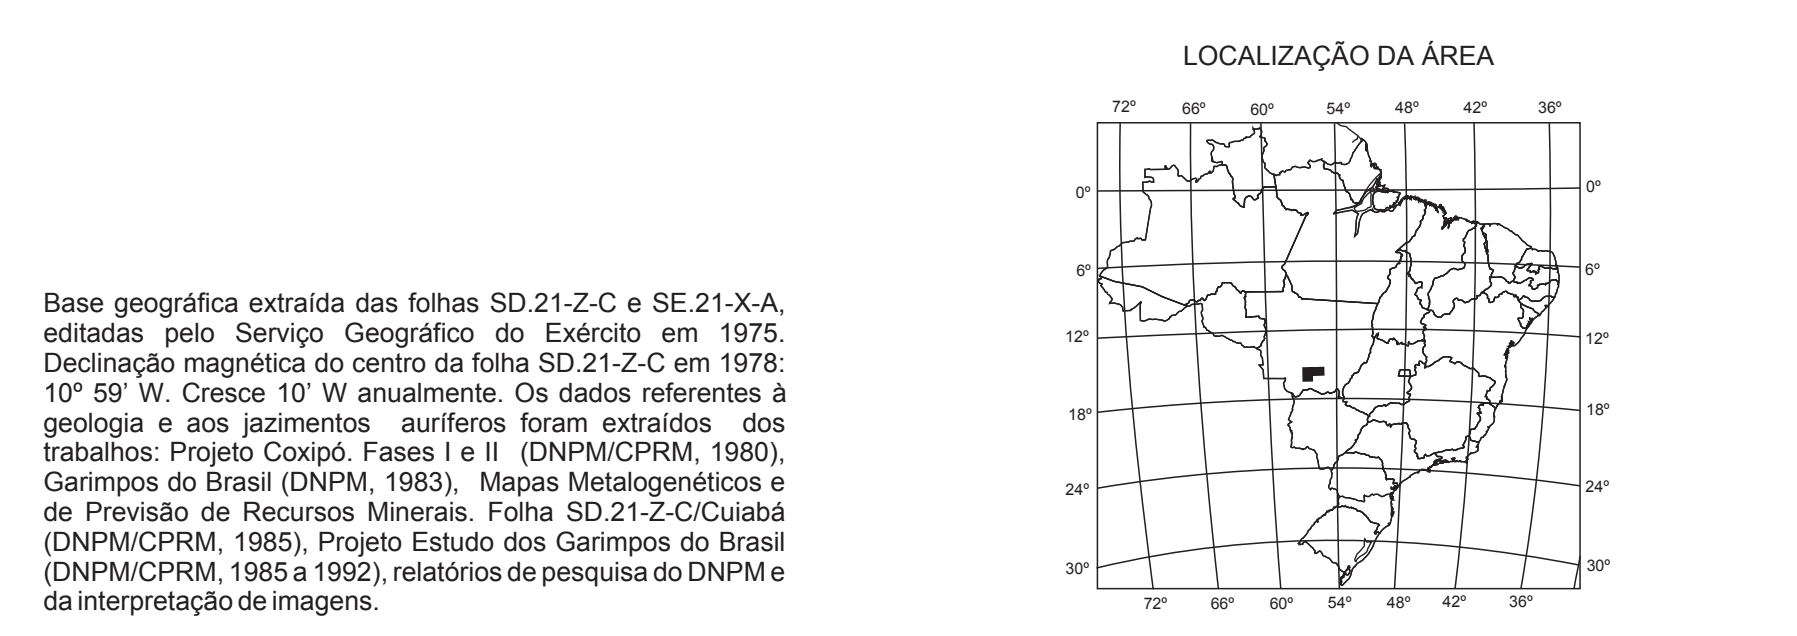 LOCALIZAÇÃO DA ÁREA
72º 66º 60º 54º 48º 42º 36º
0º 0º
6º 6º
12º 12º
18º 18º
24º 24º
30º 30º
72º 66º 60º 54º 48º 42º 36º
Base geográfica extraída das folhas SD.21-Z-C e SE.21-X-A,
editadas pelo Serviço Geográfico do Exército em 1975.
Declinação magnética do centro da folha SD.21-Z-C em 1978:
10º 59’ W. Cresce 10’ W anualmente. Os dados referentes à
geologia e aos jazimentos auríferos foram extraídos dos
trabalhos: Projeto Coxipó. Fases I e II (DNPM/CPRM, 1980),
Garimpos do Brasil (DNPM, 1983), Mapas Metalogenéticos e
de Previsão de Recursos Minerais. Folha SD.21-Z-C/Cuiabá
(DNPM/CPRM, 1985), Projeto Estudo dos Garimpos do Brasil
(DNPM/CPRM, 1985 a 1992), relatórios de pesquisa do DNPM e
da interpretação de imagens.